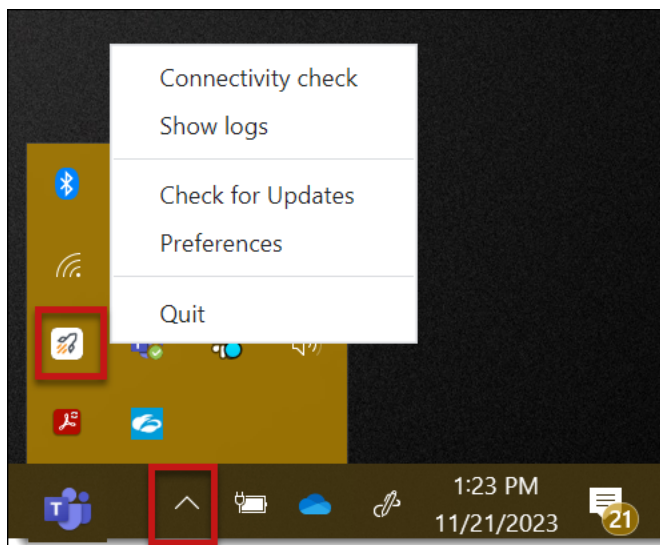 Connectivity check
Show logs
Check for Updates
Preferences
Quit
T
1:23 PM
11/21/2023
21